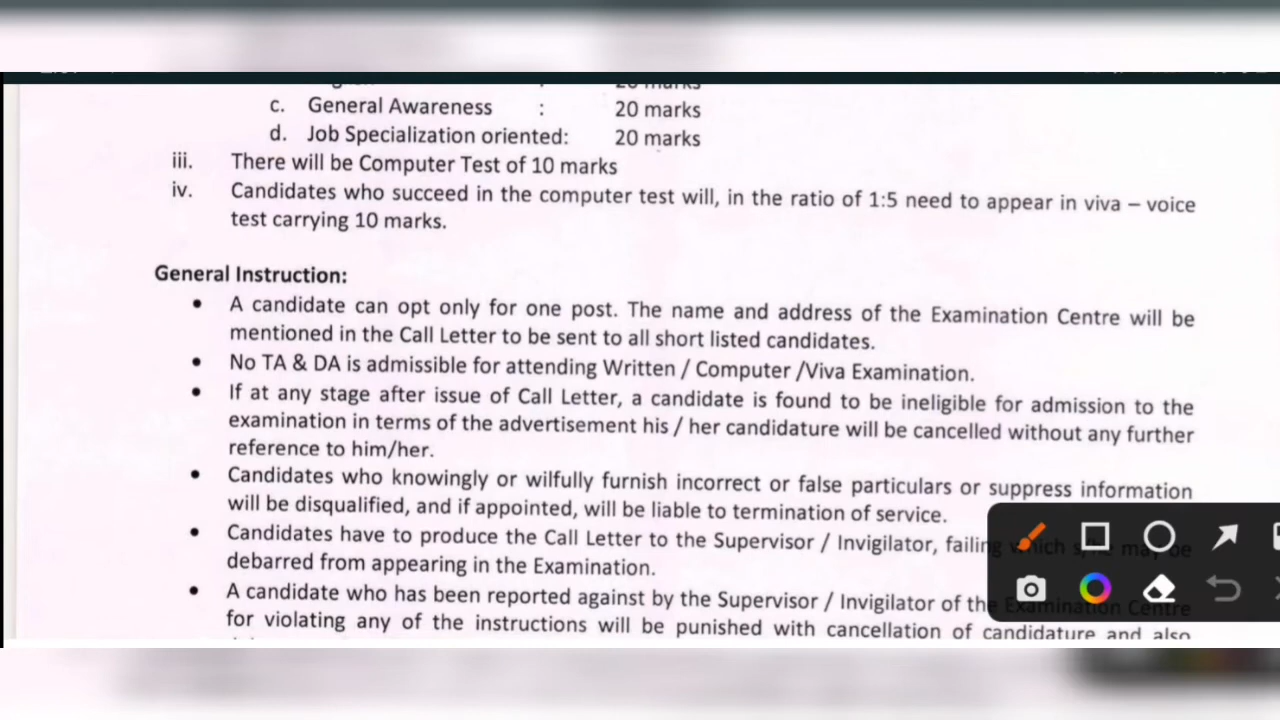 20 marks
c. General Awareness : 20 marks
d. Job Specialization oriented: 20 marks
iii. There will be Computer Test of 10 marks
iv. Candidates who succeed in the computer test will, in the ratio of 1:5 need to appear in viva – voice
test carrying 10 marks.
General Instruction:
• A candidate can opt only for one post. The name and address of the Examination Centre will be
mentioned in the Call Letter to be sent to all short listed candidates.
• No TA & DA is admissible for attending Written / Computer /Viva Examination.
• If at any stage after issue of Call Letter, a candidate is found to be ineligible for admission to the
examination in terms of the advertisement his / her candidature will be cancelled without any further
reference to him/her.
• Candidates who knowingly or wilfully furnish incorrect or false particulars or suppress information
will be disqualified, and if appointed, will be liable to termination of service.
• Candidates have to produce the Call Letter to the Supervisor / Invigilator, failing which s/he may be
debarred from appearing in the Examination.
• A candidate who has been reported against by the Supervisor / Invigilator of the Examination Centre
for violating any of the instructions will be punished with cancellation of candidature and also